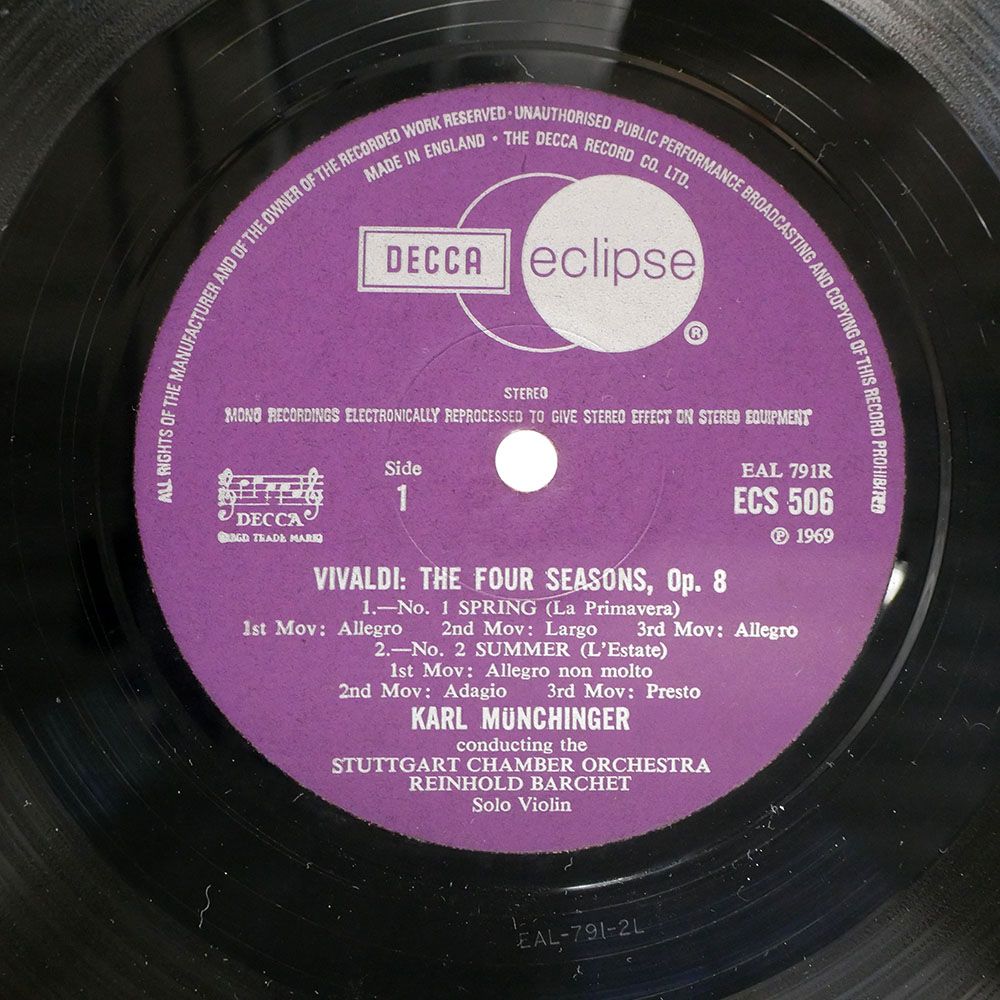 ALL RIGHTS OF THE MANUFACTURER AND OF THE OWNER OF THE RECORDED WORK RESERVED · UNAUTHORISED PUBLIC PERFORMANCE BROADCASTING AND COPYING OF THIS RECORD PROHIBITED
MADE IN ENGLAND · THE DECCA RECORD CO. LTD.
DECCA eclipse
®
STEREO
MONO RECORDINGS ELECTRONICALLY REPROCESSED TO GIVE STEREO EFFECT ON STEREO EQUIPMENT
Side
1
DECCA
REGD TRADE MARK
EAL 791R
ECS 506
℗ 1969
VIVALDI: THE FOUR SEASONS, Op. 8
1.—No. 1 SPRING (La Primavera)
1st Mov: Allegro 2nd Mov: Largo 3rd Mov: Allegro
2.—No. 2 SUMMER (L'Estate)
1st Mov: Allegro non molto
2nd Mov: Adagio 3rd Mov: Presto
KARL MÜNCHINGER
conducting the
STUTTGART CHAMBER ORCHESTRA
REINHOLD BARCHET
Solo Violin
EAL-791-2L